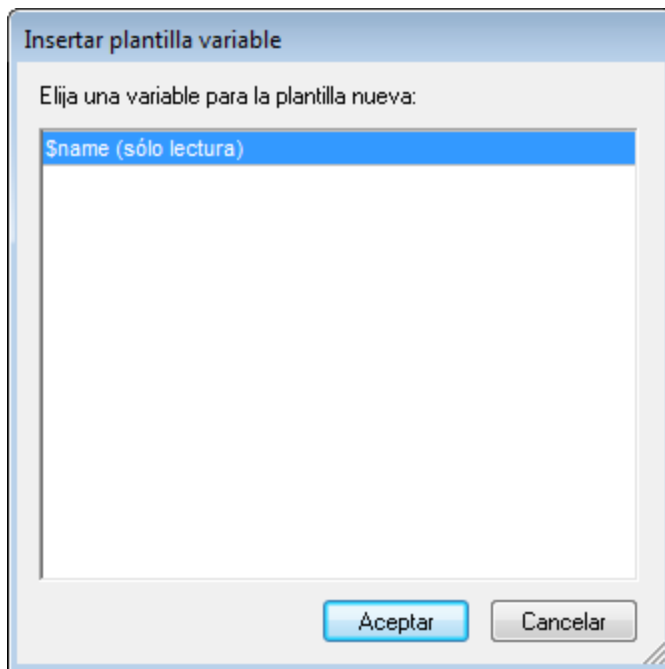 Insertar plantilla variable
Elija una variable para la plantilla nueva:
$name (sólo lectura)
Aceptar
Cancelar